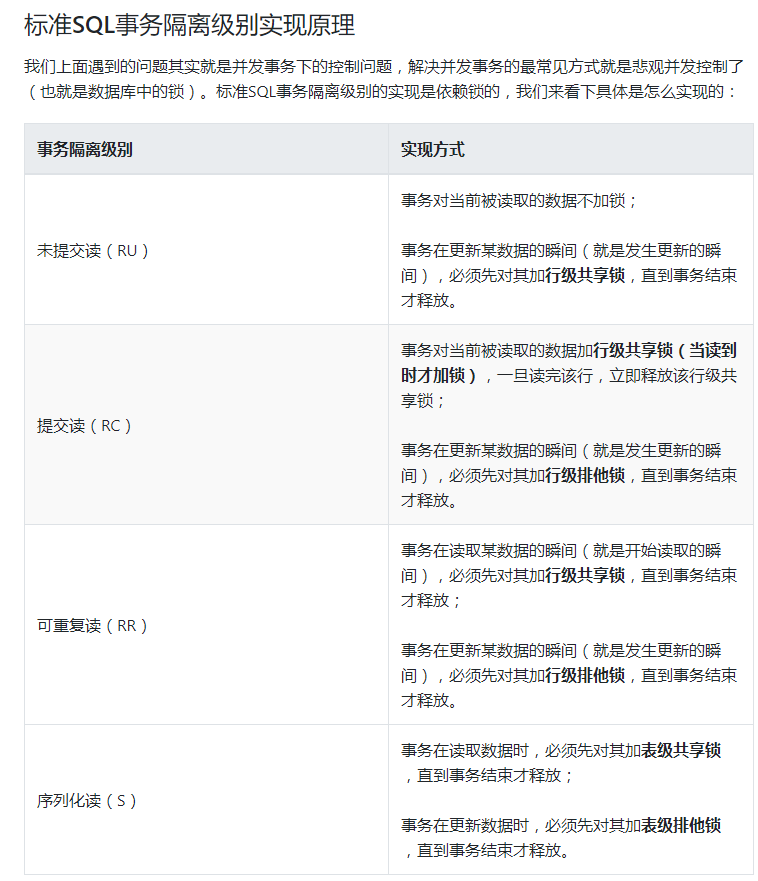 标准SQL事务隔离级别实现原理
我们上面遇到的问题其实就是并发事务下的控制问题，解决并发事务的最常见方式就是悲观并发控制了
（也就是数据库中的锁）。标准SQL事务隔离级别的实现是依赖锁的，我们来看下具体是怎么实现的：
事务隔离级别
实现方式
未提交读（RU）
事务对当前被读取的数据不加锁；
事务在更新某数据的瞬间（就是发生更新的瞬
间），必须先对其加行级共享锁，直到事务结束
才释放。
提交读（RC）
事务对当前被读取的数据加行级共享锁（当读到
时才加锁），一旦读完该行，立即释放该行级共
享锁；
事务在更新某数据的瞬间（就是发生更新的瞬
间），必须先对其加行级排他锁，直到事务结束
才释放。
可重复读（RR）
事务在读取某数据的瞬间（就是开始读取的瞬
间），必须先对其加行级共享锁，直到事务结束
才释放；
事务在更新某数据的瞬间（就是发生更新的瞬
间），必须先对其加行级排他锁，直到事务结束
才释放。
序列化读（S）
事务在读取数据时，必须先对其加表级共享锁
，直到事务结束才释放；
事务在更新数据时，必须先对其加表级排他锁
，直到事务结束才释放。